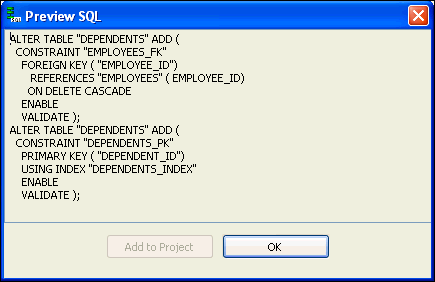 Preview SQL
ALTER TABLE "DEPENDENTS" ADD (
CONSTRAINT "EMPLOYEES_FK"
FOREIGN KEY ( "EMPLOYEE_ID")
REFERENCES "EMPLOYEES" ( EMPLOYEE_ID)
ON DELETE CASCADE
ENABLE
VALIDATE );
ALTER TABLE "DEPENDENTS" ADD (
CONSTRAINT "DEPENDENTS_PK"
PRIMARY KEY ( "DEPENDENT_ID")
USING INDEX "DEPENDENTS_INDEX"
ENABLE
VALIDATE );
Add to Project
OK